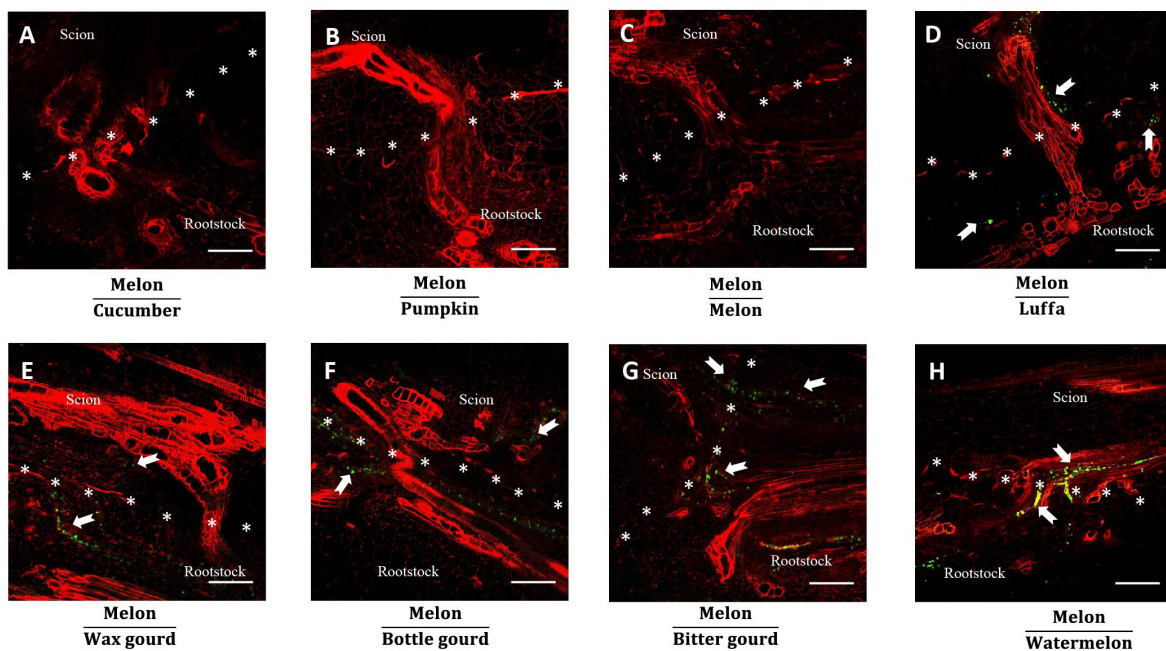 A
Scion
Rootstock
Melon
Cucumber
B
Scion
Rootstock
Melon
Pumpkin
C
Scion
Rootstock
Melon
Melon
D
Scion
Rootstock
Melon
Luffa
E
Scion
Rootstock
Melon
Wax gourd
F
Scion
Rootstock
Melon
Bottle gourd
G
Scion
Rootstock
Melon
Bitter gourd
H
Scion
Rootstock
Melon
Watermelon